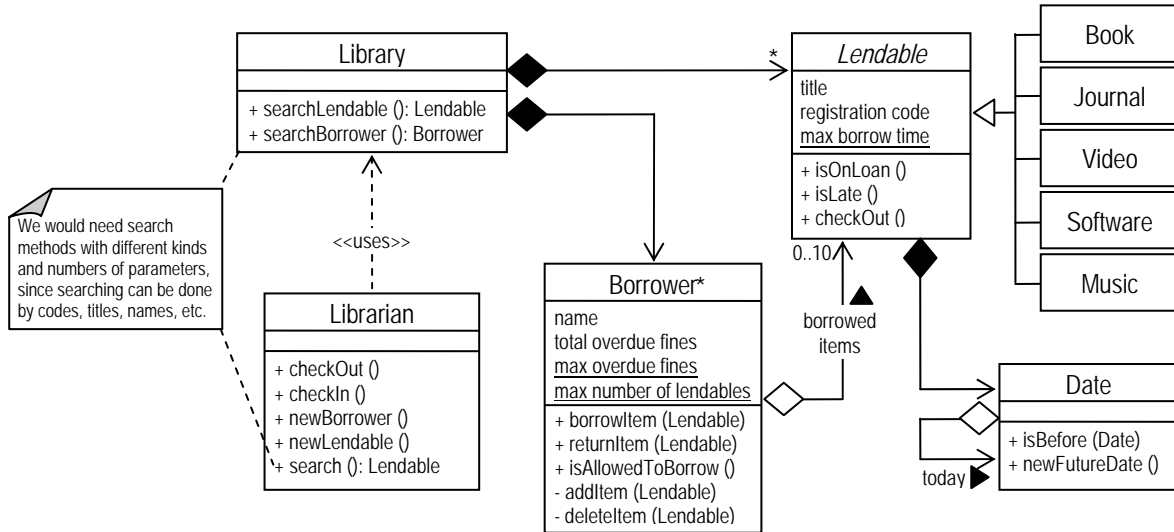 Library
+ searchLendable (): Lendable
+ searchBorrower (): Borrower
*
Lendable
title
registration code
max borrow time
+ isOnLoan ()
+ isLate ()
+ checkOut ()
Book
Journal
Video
Software
Music
We would need search
methods with different kinds
and numbers of parameters,
since searching can be done
by codes, titles, names, etc.
<<uses>>
Librarian
+ checkOut ()
+ checkIn ()
+ newBorrower ()
+ newLendable ()
+ search (): Lendable
Borrower*
name
total overdue fines
max overdue fines
max number of lendables
+ borrowItem (Lendable)
+ returnItem (Lendable)
+ isAllowedToBorrow ()
- addItem (Lendable)
- deleteItem (Lendable)
0..10
borrowed
items
Date
+ isBefore (Date)
+ newFutureDate ()
today